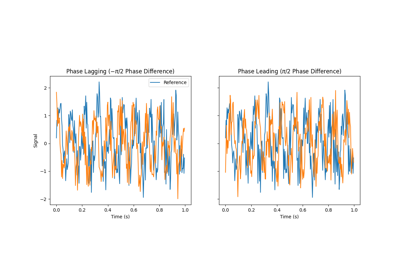 Phase Lagging (−π/2 Phase Difference)
Reference
2
1
0
−1
−2
Signal
0.0 0.2 0.4 0.6 0.8 1.0
Time (s)
Phase Leading (π/2 Phase Difference)
0.0 0.2 0.4 0.6 0.8 1.0
Time (s)